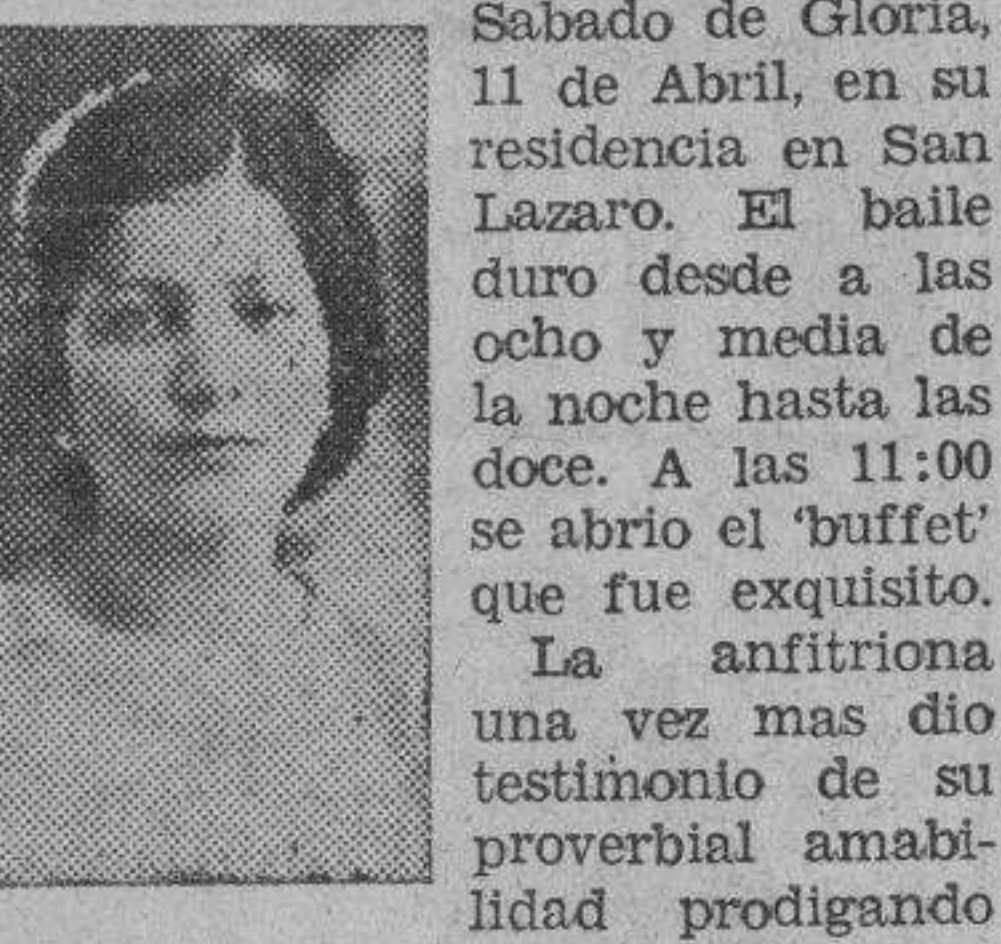 Sabado de Gloria,
11 de Abril, en su
residencia en San
Lazaro. El baile
duro desde a las
ocho y media de
la noche hasta las
doce. A las 11:00
se abrio el ‘buffet’
que fue exquisito.
La anfitriona
una vez mas dio
testimonio de su
proverbial amabi-
lidad prodigando